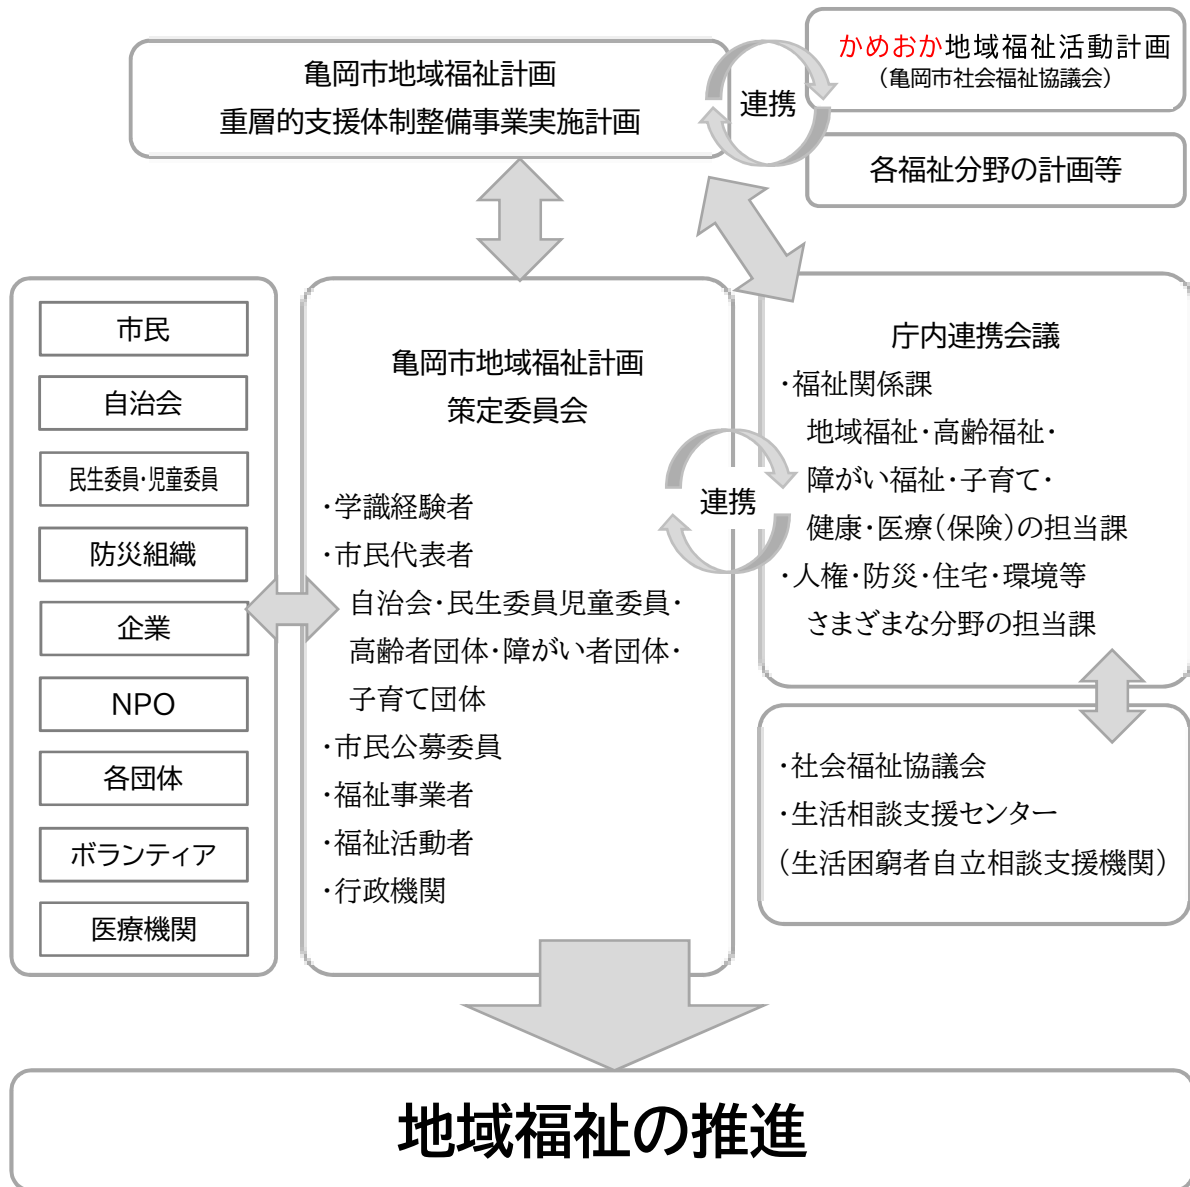 亀岡市地域福祉計画
重層的支援体制整備事業実施計画
連携
かめおか地域福祉活動計画
（亀岡市社会福祉協議会）
各福祉分野の計画等
市民
自治会
民生委員・児童委員
防災組織
企業
NPO
各団体
ボランティア
医療機関
亀岡市地域福祉計画
策定委員会
・学識経験者
・市民代表者
自治会・民生委員児童委員・
高齢者団体・障がい者団体・
子育て団体
・市民公募委員
・福祉事業者
・福祉活動者
・行政機関
連携
庁内連携会議
・福祉関係課
地域福祉・高齢福祉・
障がい福祉・子育て・
健康・医療（保険）の担当課
・人権・防災・住宅・環境等
さまざまな分野の担当課
・社会福祉協議会
・生活相談支援センター
（生活困窮者自立相談支援機関）
地域福祉の推進